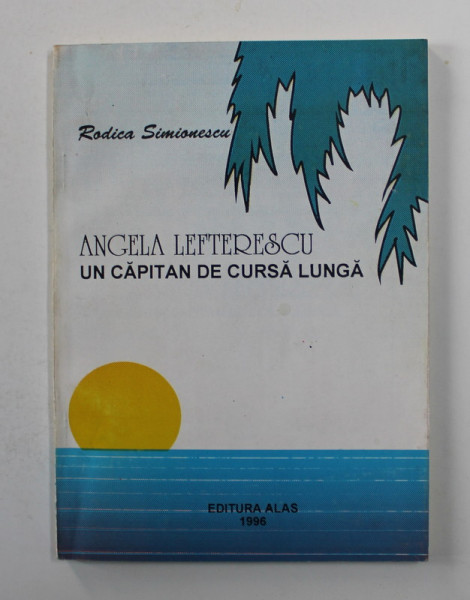 Rodica Simionescu
ANGELA LEFTERESCU
UN CĂPITAN DE CURSĂ LUNGĂ
EDITURA ALAS
1996